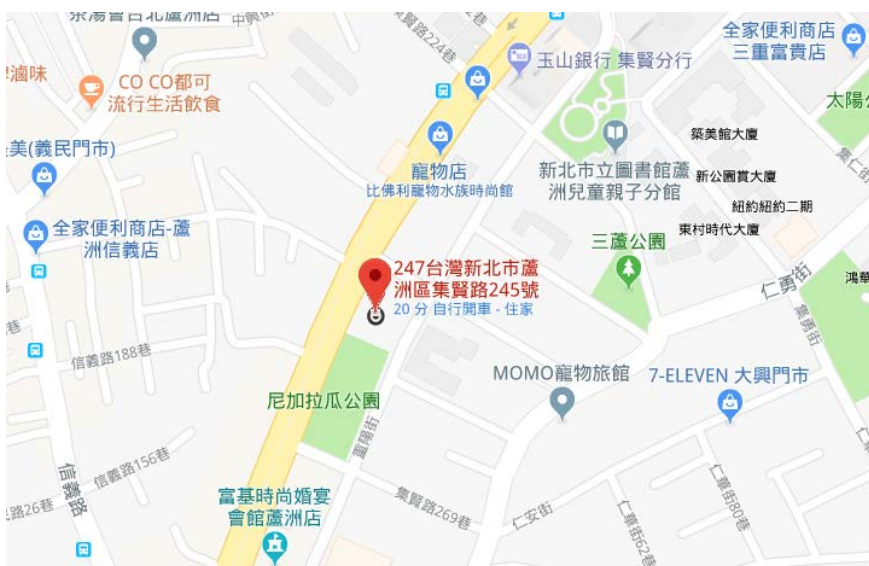 茶湯會台北蘆洲店
中興街
集賢路224巷
玉山銀行 集賢分行
全家便利商店
三重富貴店
滷味
CO CO都可
流行生活飲食
太陽公
築美館大廈
集仁街
美(義民門市)
寵物店
比佛利寵物水族時尚館
新北市立圖書館蘆
洲兒童親子分館
新公園賞大廈
紐約紐約二期
東村時代大廈
全家便利商店-蘆
洲信義店
三蘆公園
247台灣新北市蘆
洲區集賢路245號
20 分 自行開車 - 住家
仁勇街
鴻華
集勇街
巷
信義路188巷
MOMO寵物旅館
7-ELEVEN 大興門市
尼加拉瓜公園
重陽街
信義路156巷
信義路
富基時尚婚宴
會館蘆洲店
集賢路269巷
仁安街
仁華街80巷
仁華街62巷
路26巷